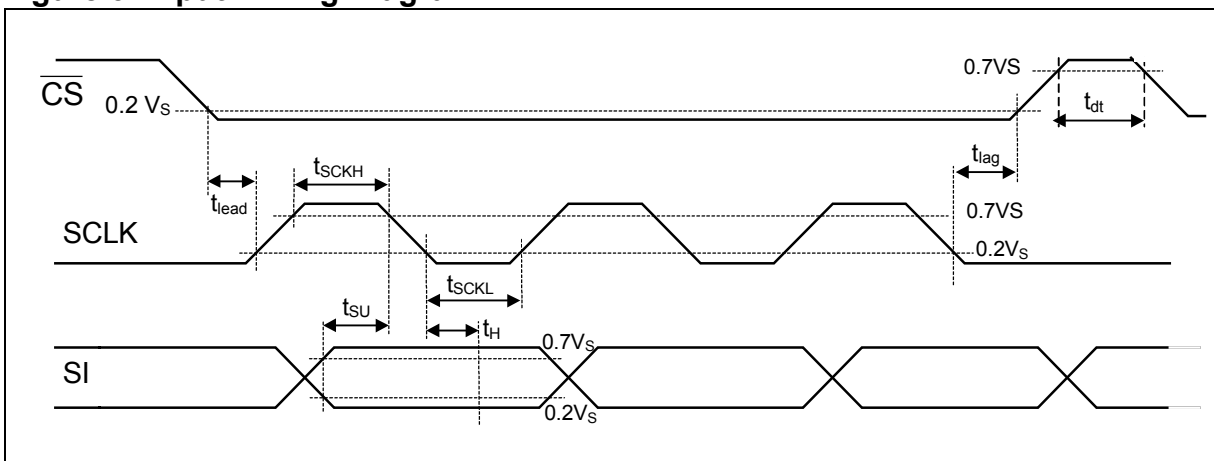 0.7VS
CS
0.2 VS
tdt
tlag
tSCKH
tlead
0.7VS
SCLK
0.2VS
tSCKL
tSU
tH
0.7VS
SI
0.2VS